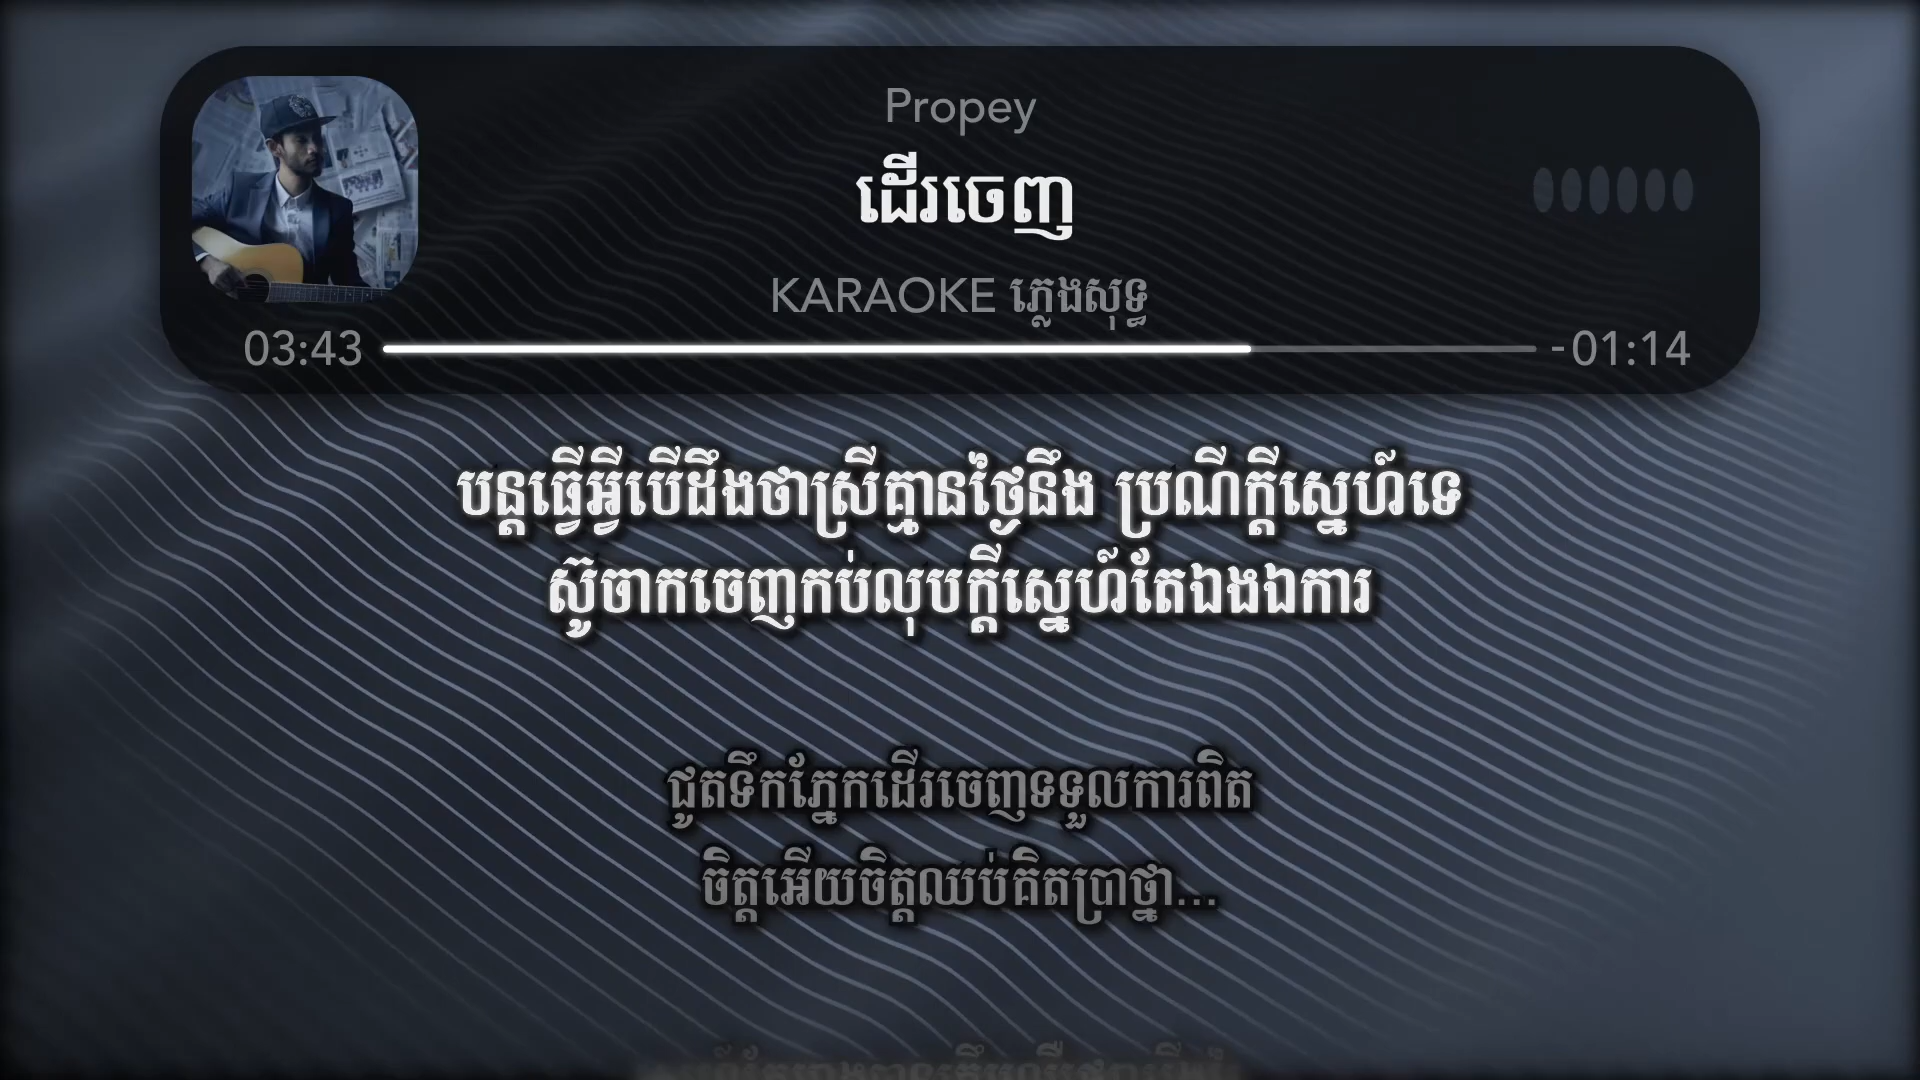 Propey
ដើរចេញ
KARAOKE ភ្លេងសុទ្ធ
03:43
-01:14
បន្តធ្វើអ្វីបើដឹងថាស្រីគ្មានថ្ងៃនឹង ប្រណីក្ដីស្នេហ៍ទេ
ស៊ូចាកចេញកប់លុបក្ដីស្នេហ៍តែឯងឯការ
ជូតទឹកភ្នែកដើរចេញទទួលការពិត
ចិត្តអើយចិត្តឈប់គិតប្រាថ្នា...